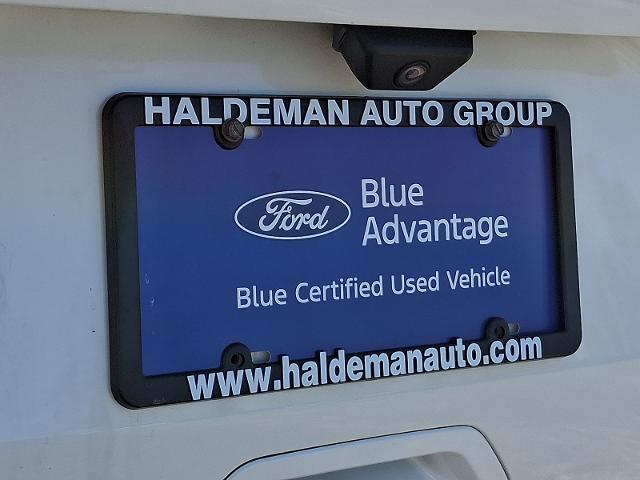 HALDEMAN AUTO GROUP
Ford
Blue
Advantage
Blue Certified Used Vehicle
www.haldemanauto.com